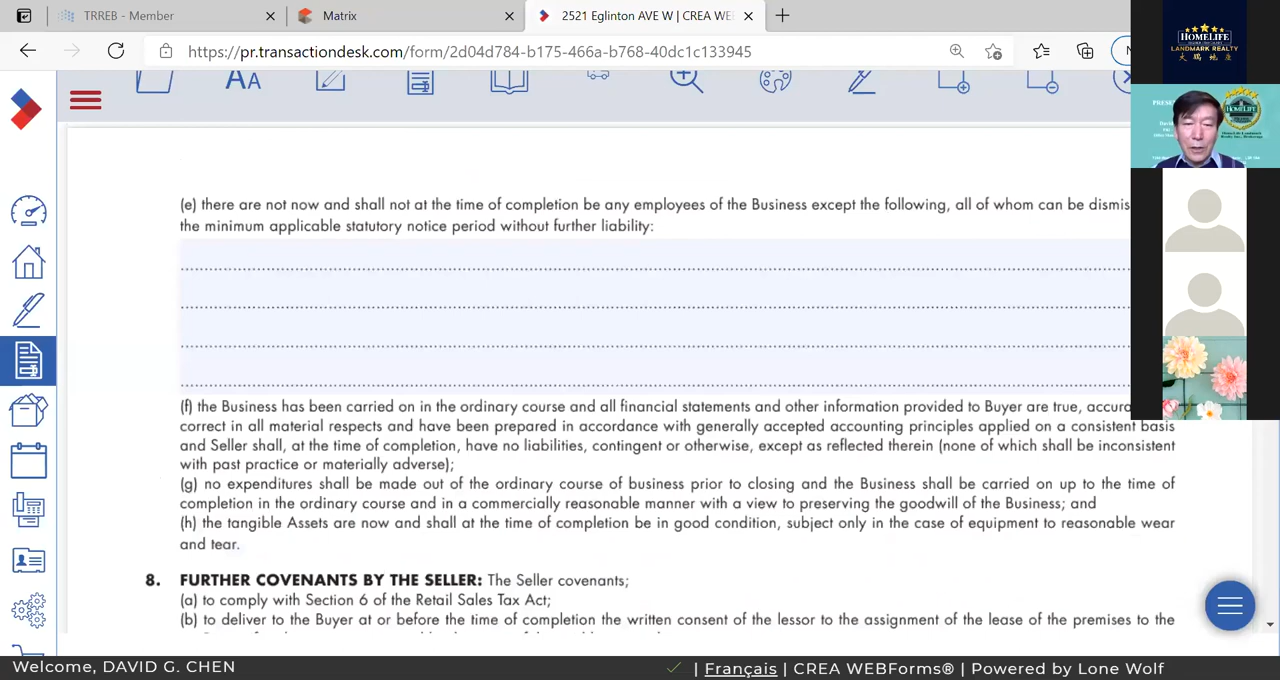 TRREB - Member
Matrix
2521 Eglinton AVE W | CREA WE
https://pr.transactiondesk.com/form/2d04d784-b175-466a-b768-40dc1c133945
HOMELIFE
LANDMARK REALTY
(e) there are not now and shall not at the time of completion be any employees of the Business except the following, all of whom can be dismis
the minimum applicable statutory notice period without further liability:
(f) the Business has been carried on in the ordinary course and all financial statements and other information provided to Buyer are true, accura
correct in all material respects and have been prepared in accordance with generally accepted accounting principles applied on a consistent basis
and Seller shall, at the time of completion, have no liabilities, contingent or otherwise, except as reflected therein (none of which shall be inconsistent
with past practice or materially adverse);
(g) no expenditures shall be made out of the ordinary course of business prior to closing and the Business shall be carried on up to the time of
completion in the ordinary course and in a commercially reasonable manner with a view to preserving the goodwill of the Business; and
(h) the tangible Assets are now and shall at the time of completion be in good condition, subject only in the case of equipment to reasonable wear
and tear.
8. FURTHER COVENANTS BY THE SELLER: The Seller covenants;
(a) to comply with Section 6 of the Retail Sales Tax Act;
(b) to deliver to the Buyer at or before the time of completion the written consent of the lessor to the assignment of the lease of the premises to the
Welcome, DAVID G. CHEN
| Français | CREA WEBForms® | Powered by Lone Wolf